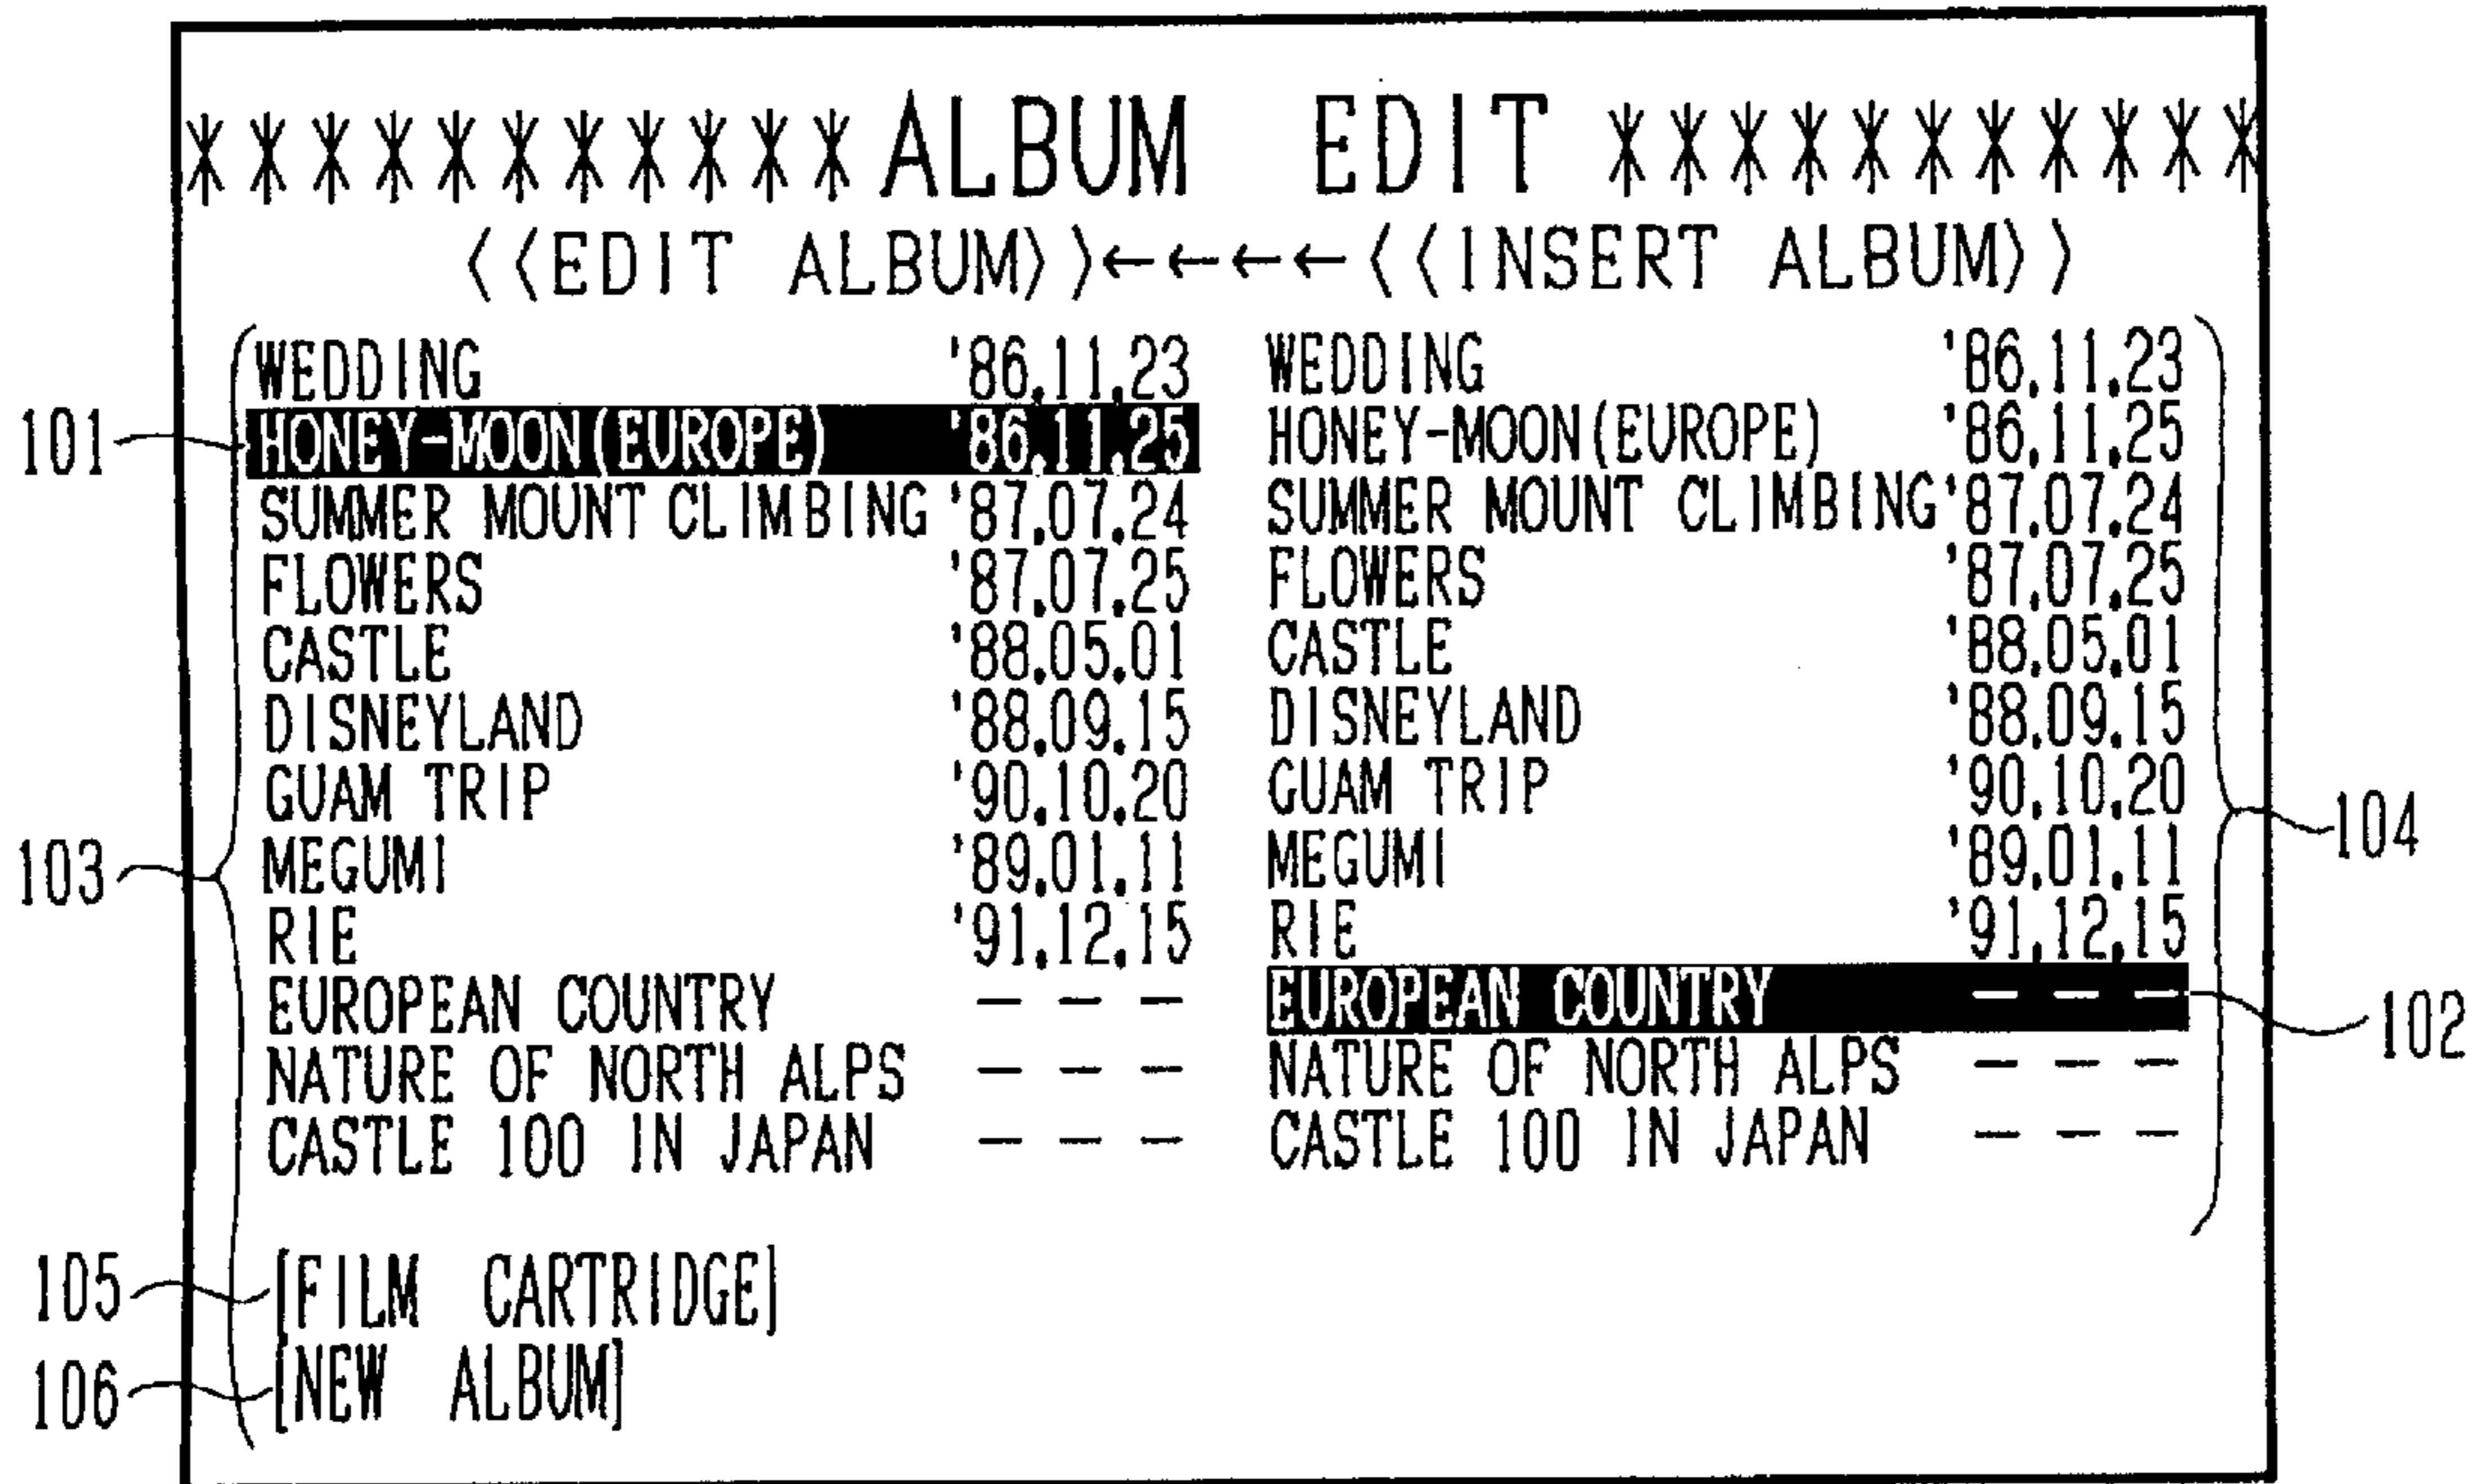 ***********ALBUM EDIT***********
<<EDIT ALBUM>>←←←←<<INSERT ALBUM>>
WEDDING '86.11.23 WEDDING '86.11.23
101 HONEY-MOON(EUROPE) '86.11.25 HONEY-MOON(EUROPE) '86.11.25
SUMMER MOUNT CLIMBING '87.07.24 SUMMER MOUNT CLIMBING '87.07.24
FLOWERS '87.07.25 FLOWERS '87.07.25
CASTLE '88.05.01 CASTLE '88.05.01
DISNEYLAND '88.09.15 DISNEYLAND '88.09.15
GUAM TRIP '90.10.20 GUAM TRIP '90.10.20 104
103 MEGUMI '89.01.11 MEGUMI '89.01.11
RIE '91.12.15 RIE '91.12.15
EUROPEAN COUNTRY – – – EUROPEAN COUNTRY – – – 102
NATURE OF NORTH ALPS – – – NATURE OF NORTH ALPS – – –
CASTLE 100 IN JAPAN – – – CASTLE 100 IN JAPAN – – –
105 [FILM CARTRIDGE]
106 [NEW ALBUM]